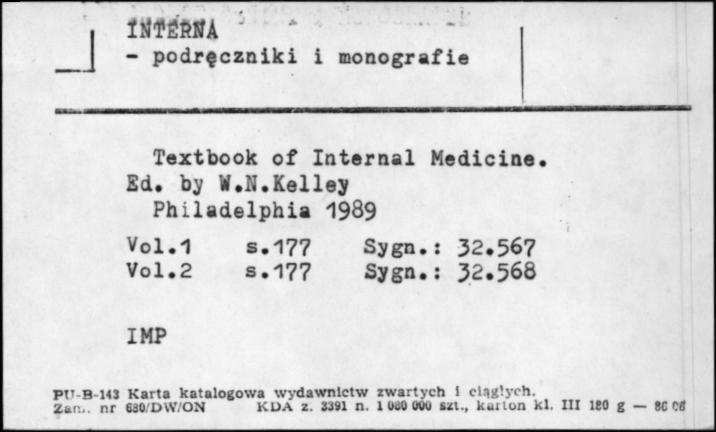 INTERNA
- podręczniki i monografie
Textbook of Internal Medicine.
Ed. by W.N.Kelley
Philadelphia 1989
Vol.1 s.177 Sygn.: 32.567
Vol.2 s.177 Sygn.: 32.568
IMP
PU-B-143 Karta katalogowa wydawnictw zwartych i ciągłych.
Zam. nr 680/DW/ON KDA z. 3391 n. 1 080 000 szt., karton kl. III 180 g —